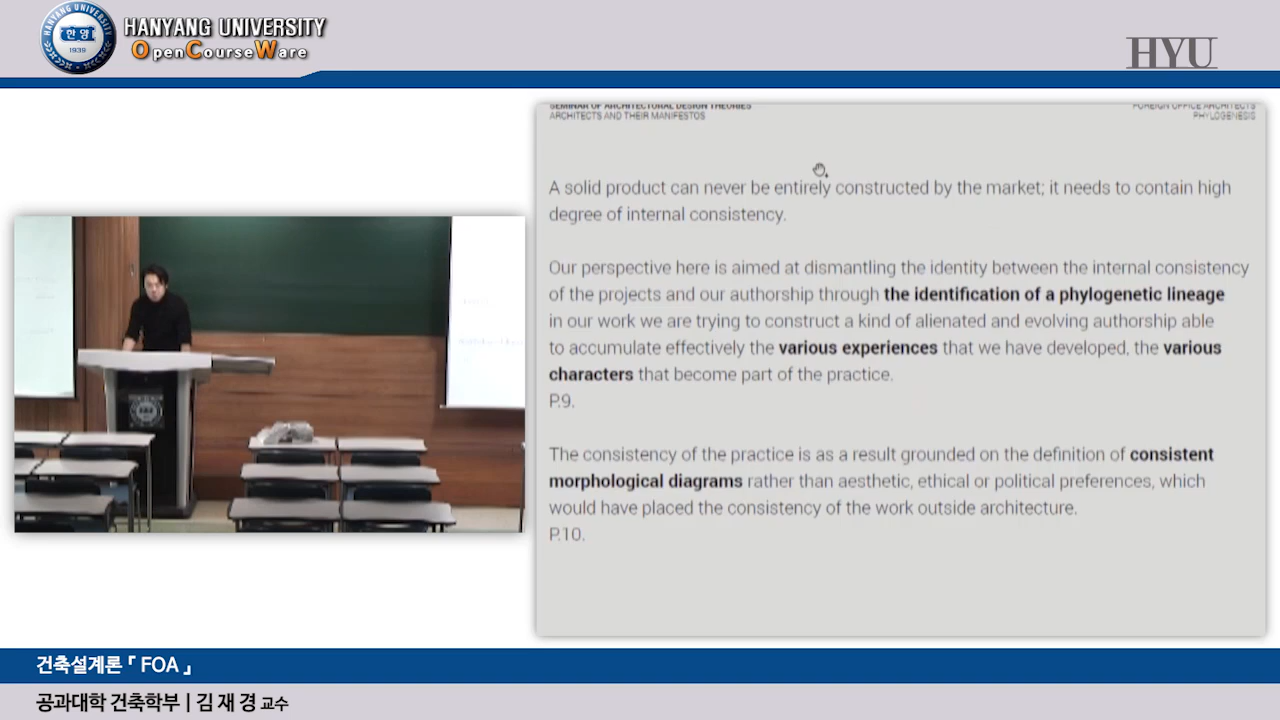 HANYANG UNIVERSITY
한양
1939
HANYANG UNIVERSITY
OpenCourseWare
HYU
SEMINAR OF ARCHITECTURAL DESIGN THEORIES
ARCHITECTS AND THEIR MANIFESTOS
FOREIGN OFFICE ARCHITECTS
PHYLOGENESIS
A solid product can never be entirely constructed by the market; it needs to contain high
degree of internal consistency.
Our perspective here is aimed at dismantling the identity between the internal consistency
of the projects and our authorship through the identification of a phylogenetic lineage
in our work we are trying to construct a kind of alienated and evolving authorship able
to accumulate effectively the various experiences that we have developed, the various
characters that become part of the practice.
P.9.
The consistency of the practice is as a result grounded on the definition of consistent
morphological diagrams rather than aesthetic, ethical or political preferences, which
would have placed the consistency of the work outside architecture.
P.10.
건축설계론「 FOA 」
공과대학 건축학부 | 김 재 경 교수